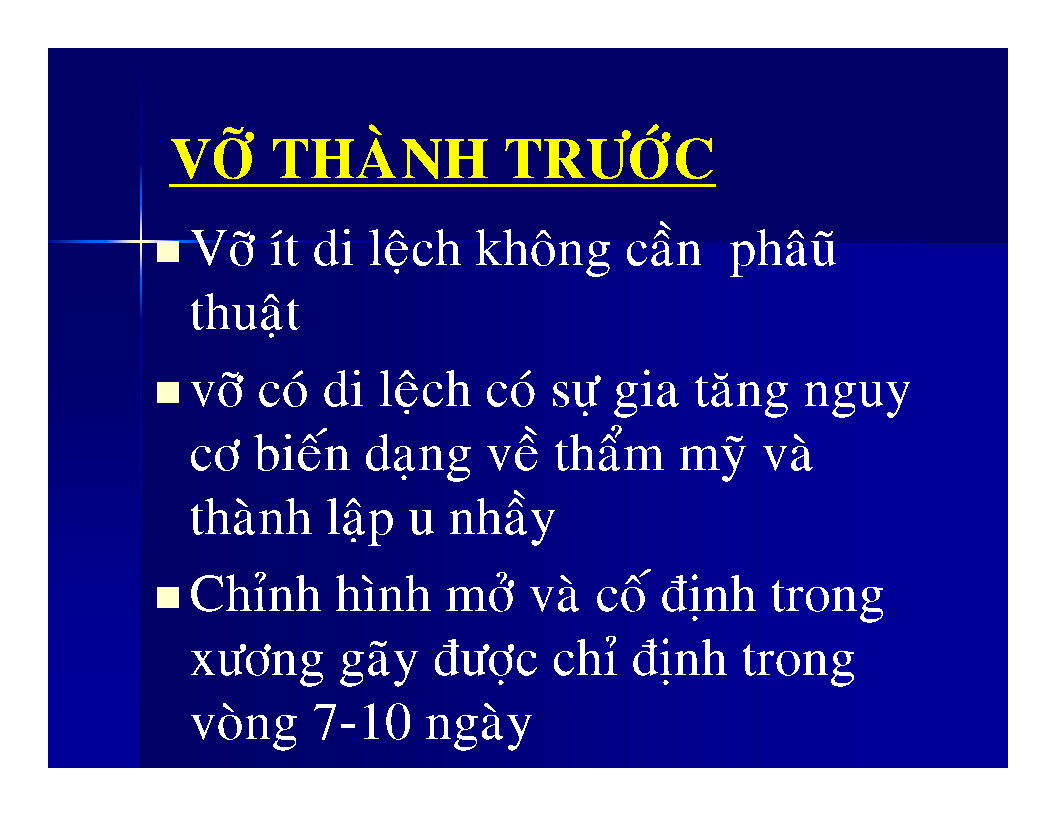 VỠ THÀNH TRƯỚC
Vỡ ít di lệch không cần phâũ
thuật
vỡ có di lệch có sự gia tăng nguy
cơ biến dạng về thẩm mỹ và
thành lập u nhầy
Chỉnh hình mở và cố định trong
xương gãy được chỉ định trong
vòng 7-10 ngày